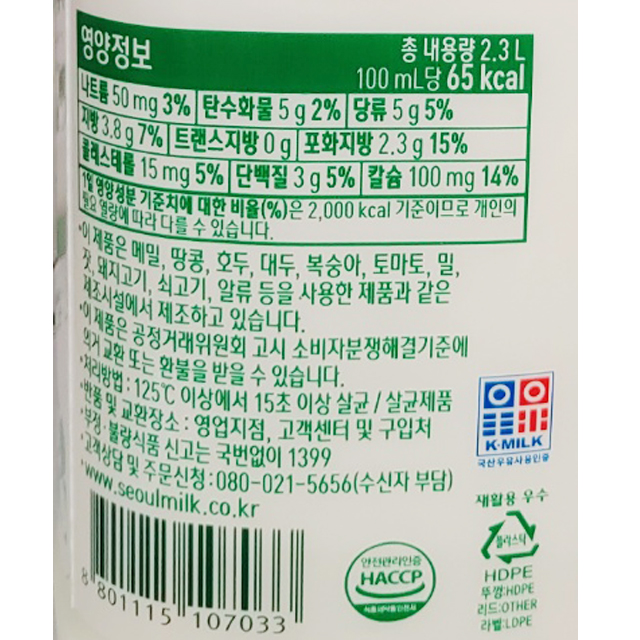 영양정보
총 내용량 2.3 L
100 mL당 65 kcal
나트륨 50 mg 3% 탄수화물 5 g 2% 당류 5 g 5%
지방 3.8 g 7% 트랜스지방 0 g 포화지방 2.3 g 15%
콜레스테롤 15 mg 5% 단백질 3 g 5% 칼슘 100 mg 14%
1일 영양성분 기준치에 대한 비율(%)은 2,000 kcal 기준이므로 개인의
필요 열량에 따라 다를 수 있습니다.
•이 제품은 메밀, 땅콩, 호두, 대두, 복숭아, 토마토, 밀,
잣, 돼지고기, 쇠고기, 알류 등을 사용한 제품과 같은
제조시설에서 제조하고 있습니다.
•이 제품은 공정거래위원회 고시 소비자분쟁해결기준에
의거 교환 또는 환불을 받을 수 있습니다.
•처리방법 : 125℃ 이상에서 15초 이상 살균 / 살균제품
•반품 및 교환장소 : 영업지점, 고객센터 및 구입처
•부정·불량식품 신고는 국번없이 1399
•고객상담 및 주문신청 : 080-021-5656(수신자 부담)
•www.seoulmilk.co.kr
K-MILK
국산우유사용인증
재활용 우수
플라스틱
HDPE
뚜껑:HDPE
리드:OTHER
라벨:LDPE
안전관리인증
HACCP
식품의약품안전처
8 801115 107033